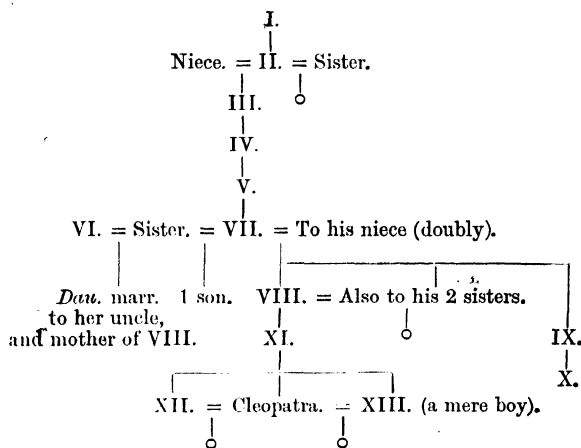 I.
Niece. = II. = Sister.
III.
IV.
V.
VI. = Sister. = VII. = To his niece (doubly).
Dau. marr. 1 son. VIII. = Also to his 2 sisters.
to her uncle,
and mother of VIII. XI. IX.
X.
XII. = Cleopatra. = XIII. (a mere boy).